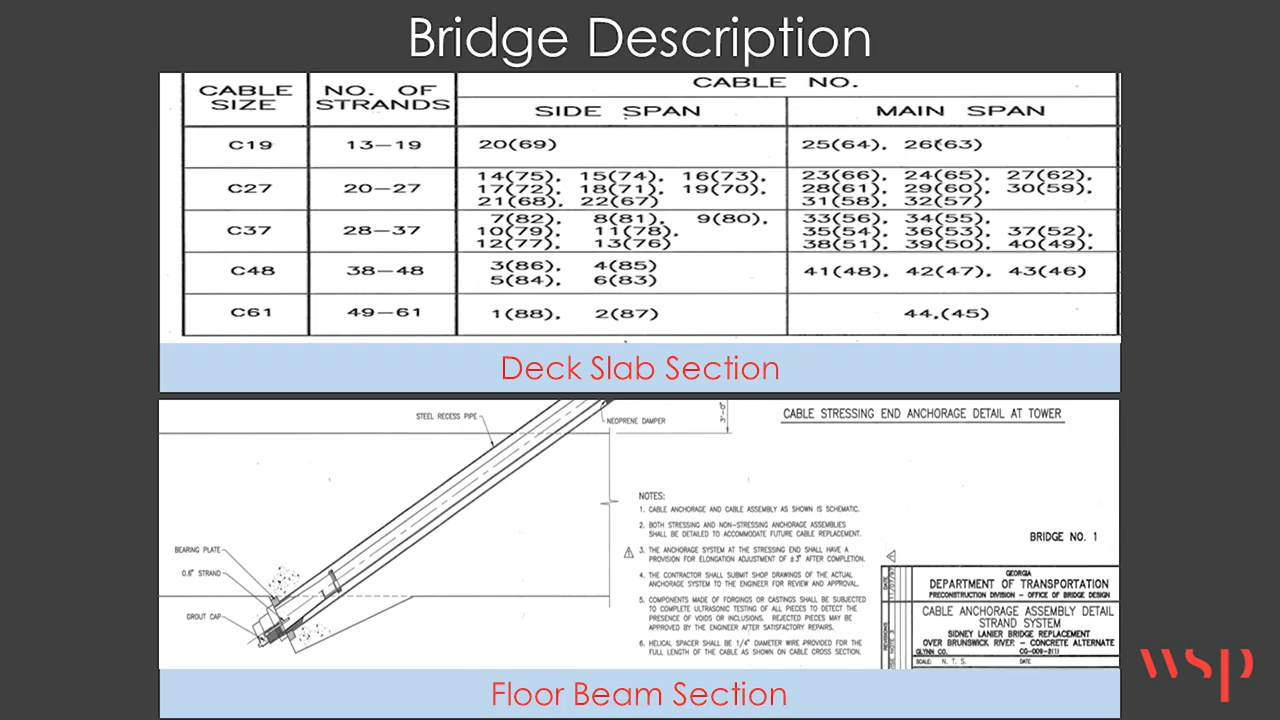 Bridge Description
CABLE SIZE
NO. OF STRANDS
CABLE NO.
SIDE SPAN
MAIN SPAN
C19
13-19
20(69)
25(64), 26(63)
C27
20-27
14(75), 15(74), 16(73),
17(72), 18(71), 19(70),
21(68), 22(67)
23(66), 24(65), 27(62),
28(61), 29(60), 30(59),
31(58), 32(57)
C37
28-37
7(82), 8(81), 9(80),
10(79), 11(78),
12(77), 13(76)
33(56), 34(55),
35(54), 36(53), 37(52),
38(51), 39(50), 40(49),
C48
38-48
3(86), 4(85)
5(84), 6(83)
41(48), 42(47), 43(46)
C61
49-61
1(88), 2(87)
44,(45)
Deck Slab Section
STEEL RECESS PIPE
NEOPRENE DAMPER
3'-0"
CABLE STRESSING END ANCHORAGE DETAIL AT TOWER
BEARING PLATE
0.6" STRAND
GROUT CAP
NOTES:
1. CABLE ANCHORAGE AND CABLE ASSEMBLY AS SHOWN IS SCHEMATIC.
2. BOTH STRESSING AND NON-STRESSING ANCHORAGE ASSEMBLIES
SHALL BE DETAILED TO ACCOMMODATE FUTURE CABLE REPLACEMENT.
3. THE ANCHORAGE SYSTEM AT THE STRESSING END SHALL HAVE A
PROVISION FOR ELONGATION ADJUSTMENT OF ±3" AFTER COMPLETION.
4. THE CONTRACTOR SHALL SUBMIT SHOP DRAWINGS OF THE ACTUAL
ANCHORAGE SYSTEM TO THE ENGINEER FOR REVIEW AND APPROVAL.
5. COMPONENTS MADE OF FORGINGS OR CASTINGS SHALL BE SUBJECTED
TO COMPLETE ULTRASONIC TESTING OF ALL PIECES TO DETECT THE
PRESENCE OF VOIDS OR INCLUSIONS. REJECTED PIECES MAY BE
APPROVED BY THE ENGINEER AFTER SATISFACTORY REPAIRS.
6. HELICAL SPACER SHALL BE 1/4" DIAMETER WIRE PROVIDED FOR THE
FULL LENGTH OF THE CABLE AS SHOWN ON CABLE CROSS SECTION.
BRIDGE NO. 1
DATE
REVISIONS
GEORGIA
DEPARTMENT OF TRANSPORTATION
PRECONSTRUCTION DIVISION - OFFICE OF BRIDGE DESIGN
CABLE ANCHORAGE ASSEMBLY DETAIL
STRAND SYSTEM
SIDNEY LANIER BRIDGE REPLACEMENT
OVER BRUNSWICK RIVER - CONCRETE ALTERNATE
GLYNN CO. CG-009-2(1)
SCALE: N. T. S. DATE
Floor Beam Section
wsp